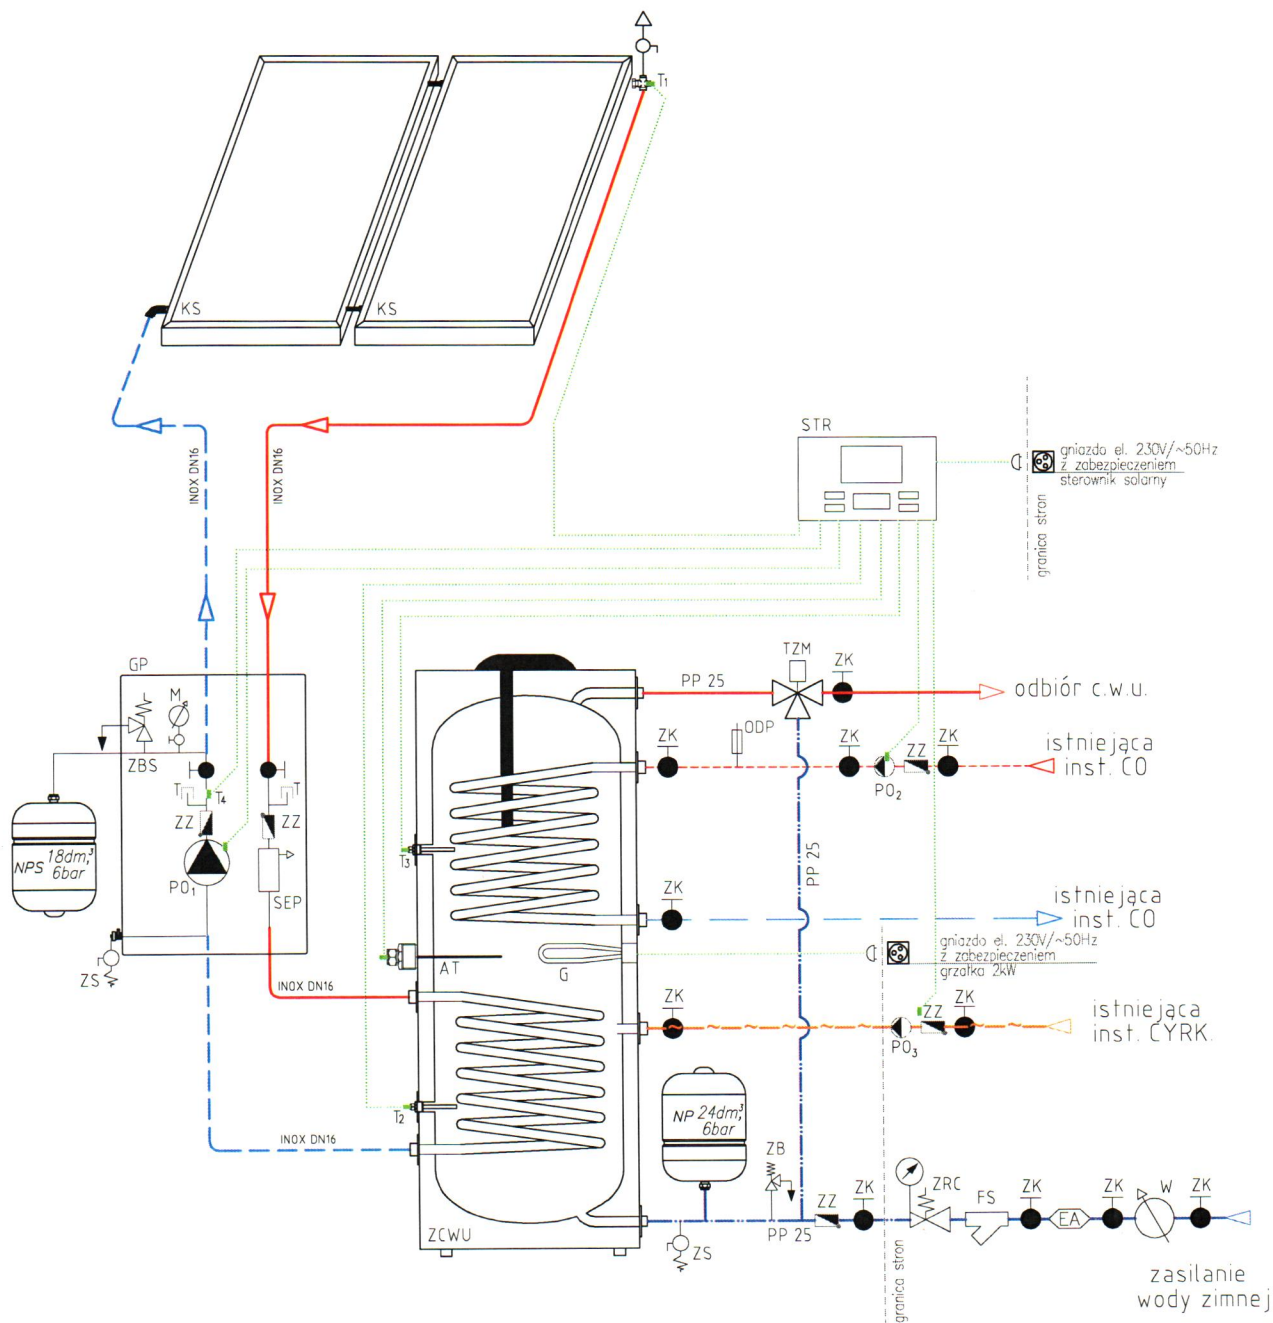 T1
KS
KS
STR
gniazdo el. 230V/~50Hz
z zabezpieczeniem
sterownik solarny
granica stron
INOX DN16
INOX DN16
GP
M
ZBS
T
T4
T
ZZ
ZZ
PO1
SEP
NPS 18dm,³
6bar
ZS
INOX DN16
INOX DN16
TZM
ZK
PP 25
odbiór c.w.u.
ODP
ZK
ZK
ZZ
ZK
PO2
istniejąca
inst. CO
T3
PP 25
ZK
istniejąca
inst. CO
gniazdo el. 230V/~50Hz
z zabezpieczeniem
grzałka 2kW
AT
G
ZK
ZZ
ZK
PO3
istniejąca
inst. CYRK.
T2
NP 24dm,³
6bar
ZB
ZZ
ZK
ZRC
FS
ZK
EA
ZK
W
ZK
ZCWU
ZS
PP 25
granica stron
zasilanie
wody zimnej